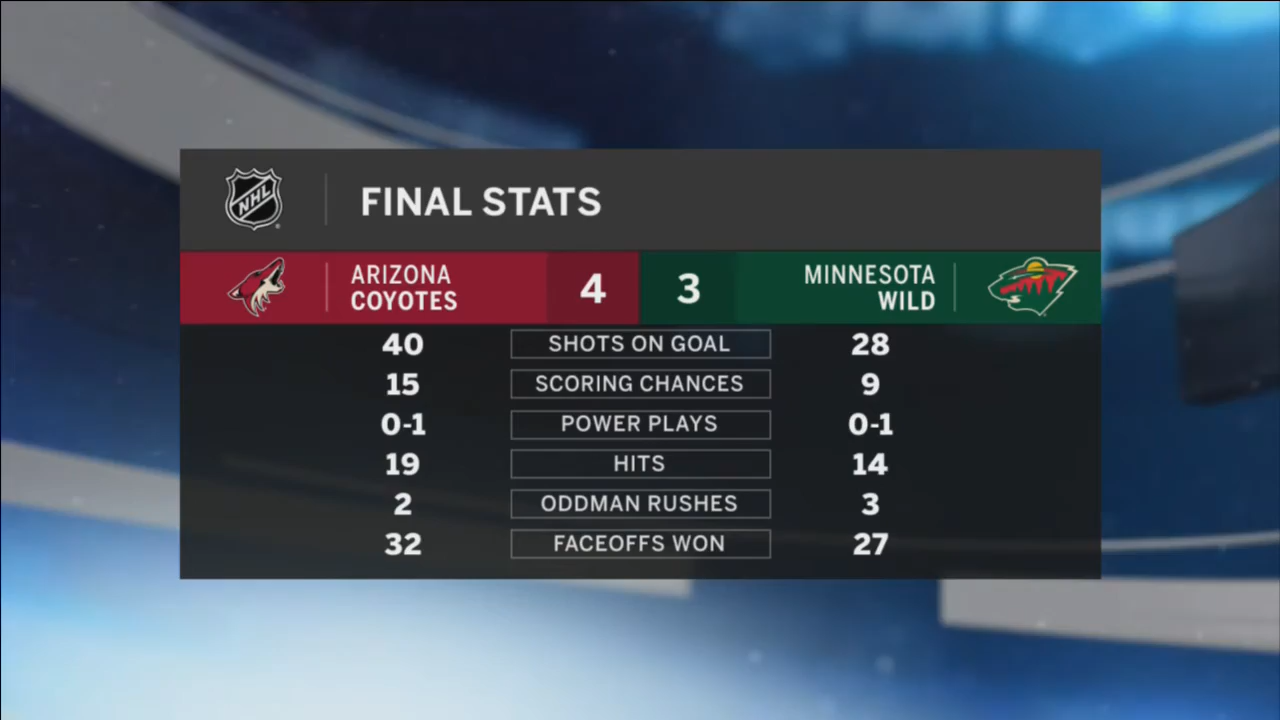 NHL
FINAL STATS
ARIZONA
COYOTES
4
3
MINNESOTA
WILD
40 SHOTS ON GOAL 28
15 SCORING CHANCES 9
0-1 POWER PLAYS 0-1
19 HITS 14
2 ODDMAN RUSHES 3
32 FACEOFFS WON 27